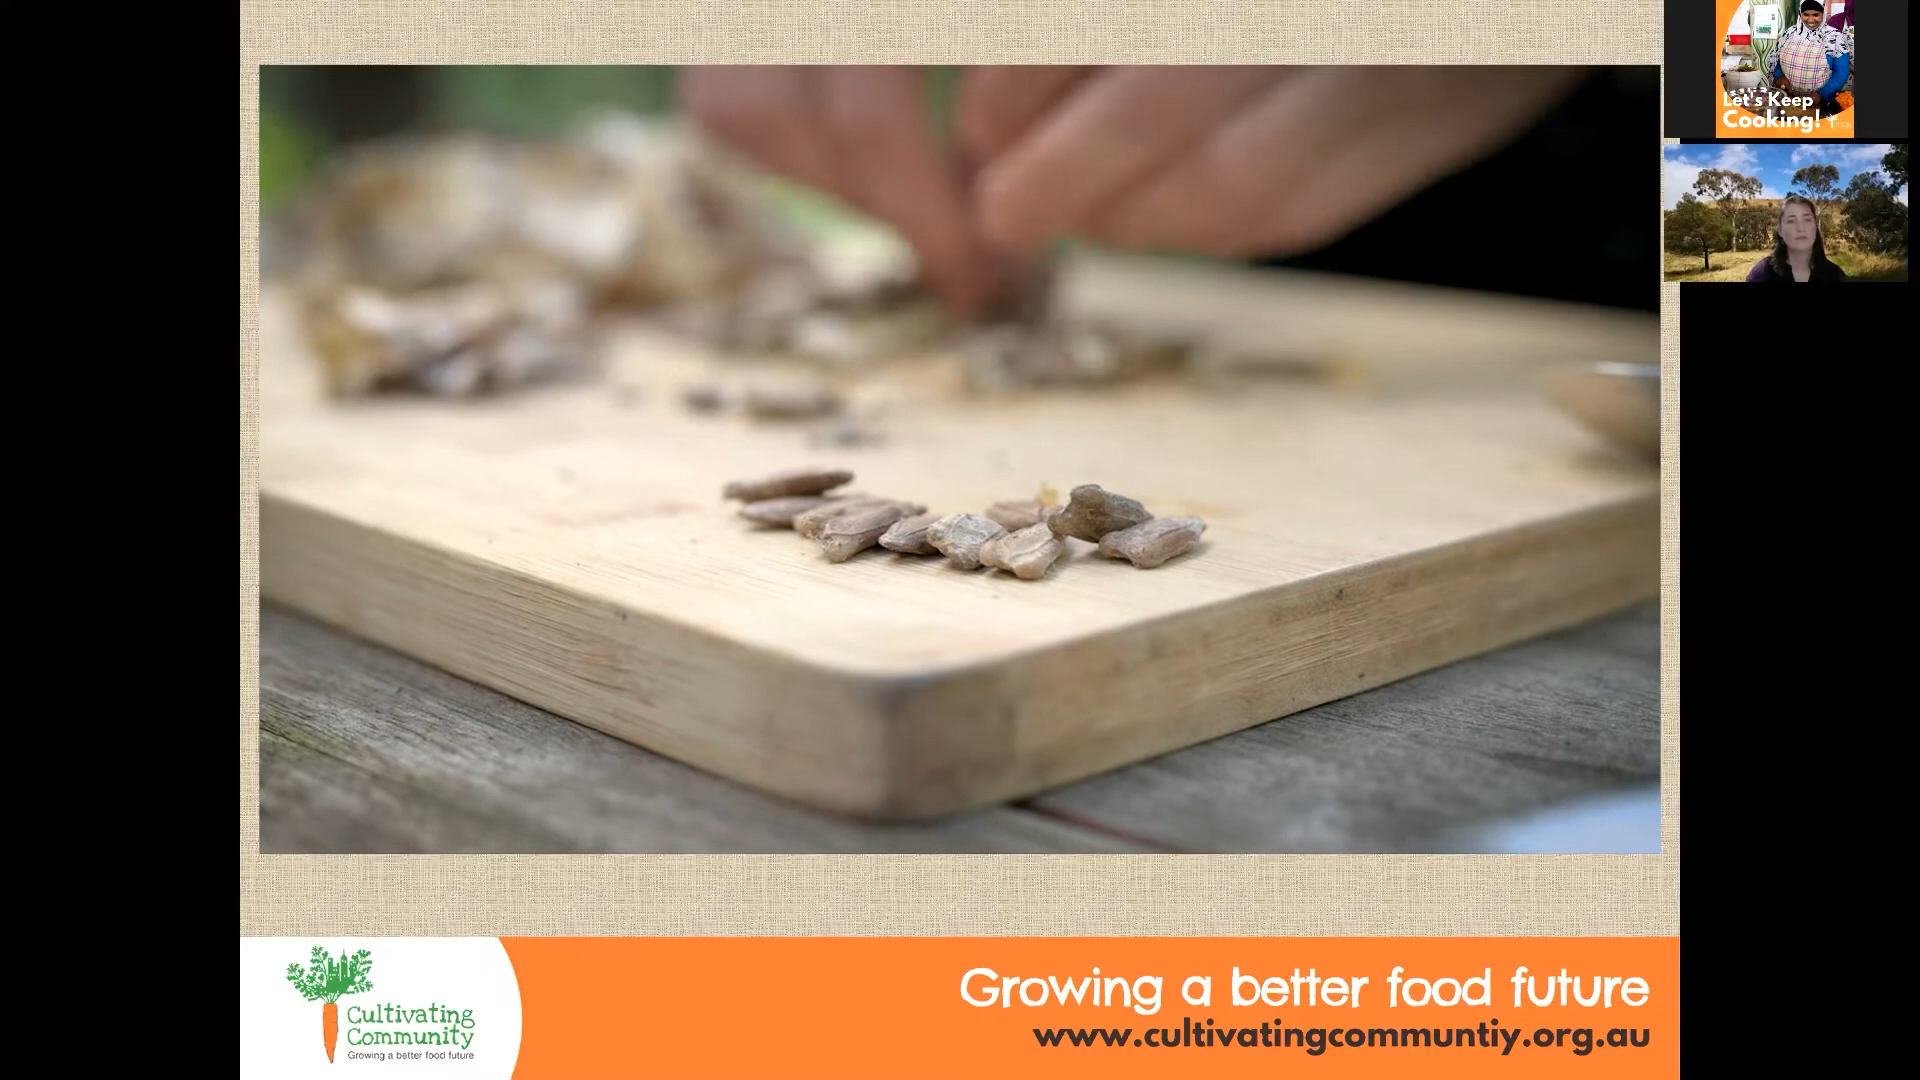 Let's Keep
Cooking!
Cultivating
Community
Growing a better food future
Growing a better food future
www.cultivatingcommuntiy.org.au